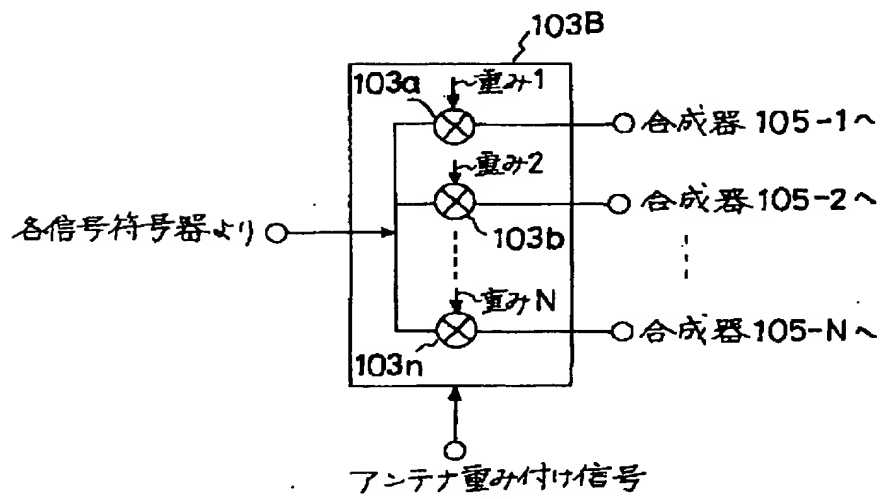 103B
103a
重み1
合成器 105-1へ
重み2
合成器 105-2へ
各信号符号器より
103b
重みN
合成器 105-Nへ
103n
アンテナ重み付け信号